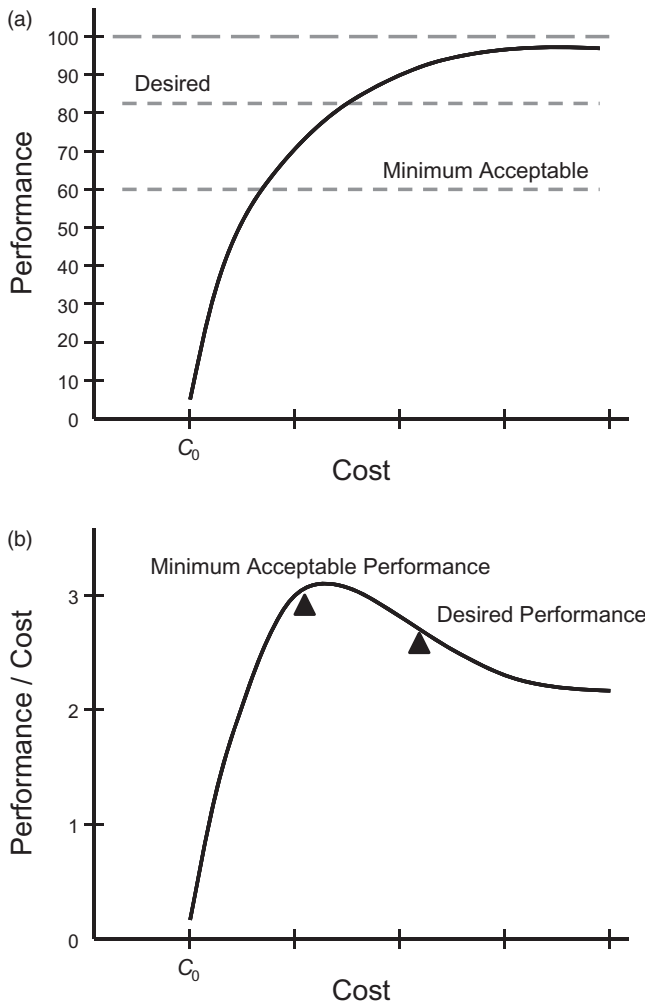 (a)
100
90
80
70
60
50
40
30
20
10
0
Performance
Desired
Minimum Acceptable
C0
Cost
(b)
3
2
1
0
Performance / Cost
Minimum Acceptable Performance
Desired Performance
C0
Cost